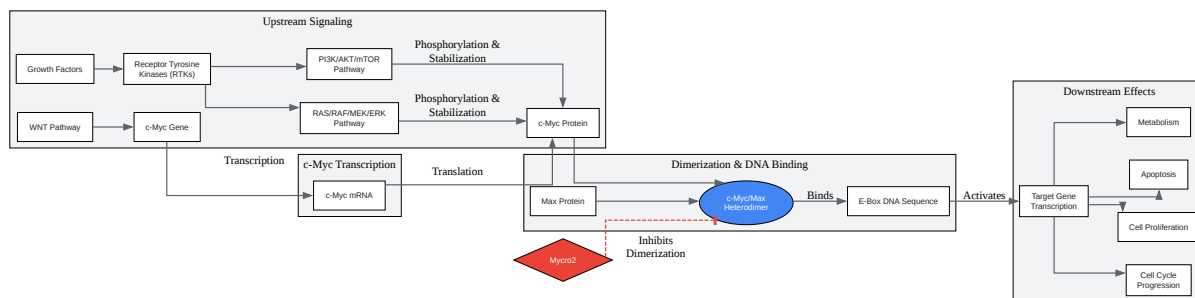 Upstream Signaling
Growth Factors
Receptor Tyrosine
Kinases (RTKs)
PI3K/AKT/mTOR
Pathway
Phosphorylation &
Stabilization
RAS/RAF/MEK/ERK
Pathway
Phosphorylation &
Stabilization
c-Myc Protein
WNT Pathway
c-Myc Gene
Transcription
c-Myc Transcription
c-Myc mRNA
Translation
Dimerization & DNA Binding
Max Protein
c-Myc/Max
Heterodimer
Binds
E-Box DNA Sequence
Activates
Mycro2
Inhibits
Dimerization
Downstream Effects
Target Gene
Transcription
Metabolism
Apoptosis
Cell Proliferation
Cell Cycle
Progression